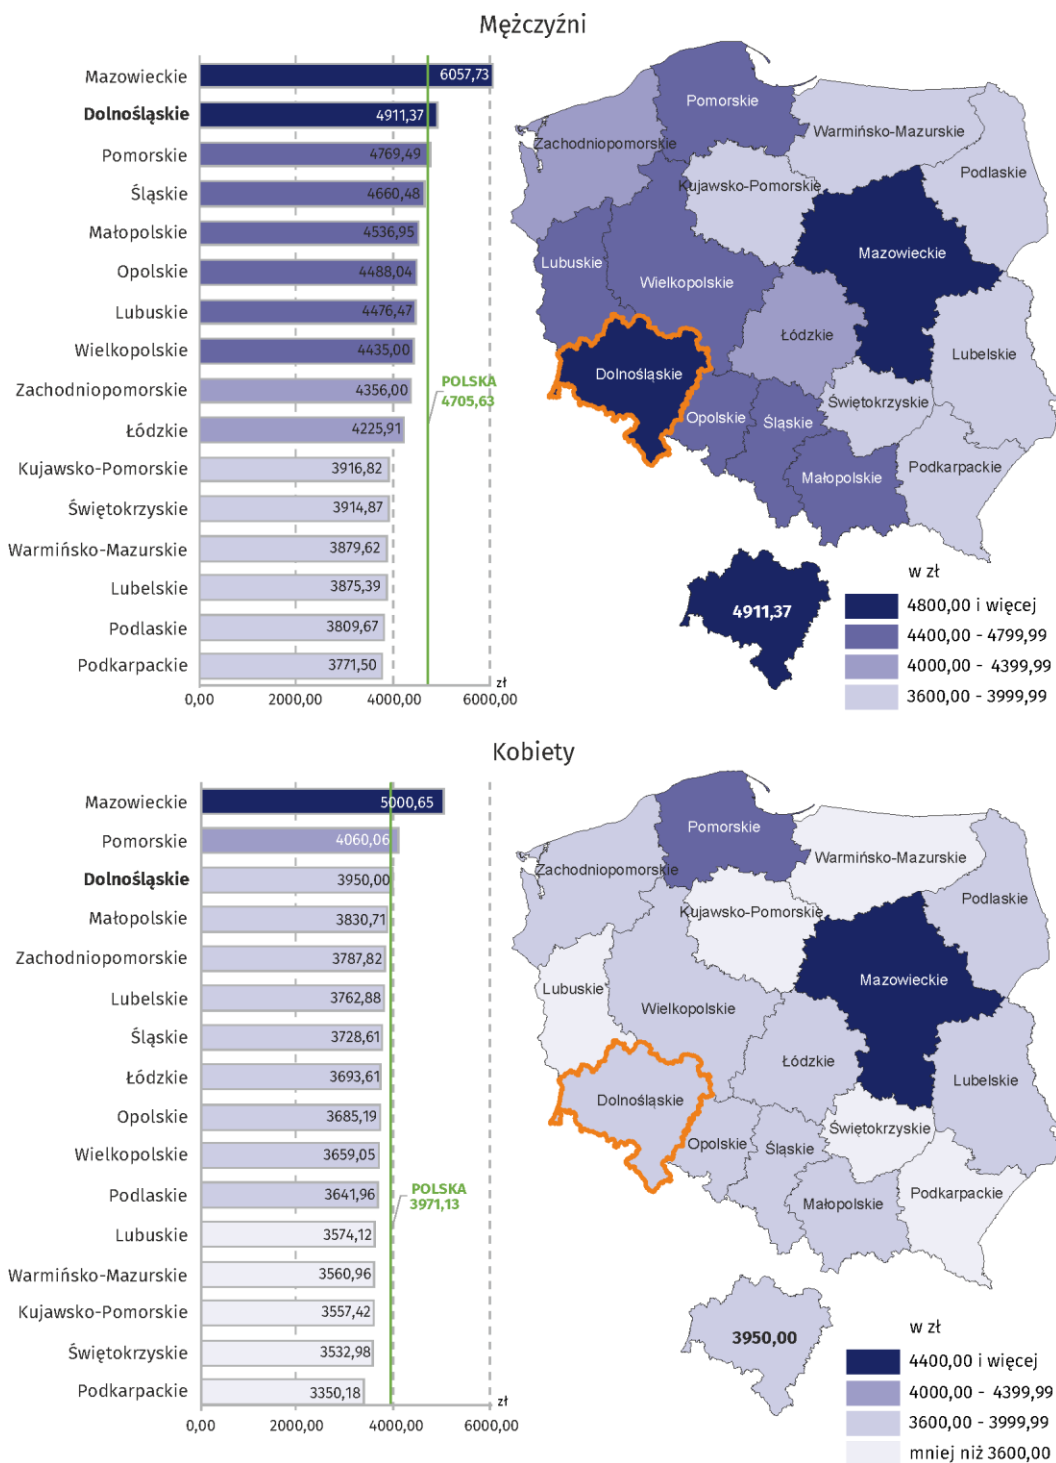 Mężczyźni
Mazowieckie 6057,73
Dolnośląskie 4911,37
Pomorskie 4769,49
Śląskie 4660,48
Małopolskie 4536,95
Opolskie 4488,04
Lubuskie 4476,47
Wielkopolskie 4435,00
Zachodniopomorskie 4356,00
Łódzkie 4225,91
Kujawsko-Pomorskie 3916,82
Świętokrzyskie 3914,87
Warmińsko-Mazurskie 3879,62
Lubelskie 3875,39
Podlaskie 3809,67
Podkarpackie 3771,50
POLSKA
4705,63
zł
0,00 2000,00 4000,00 6000,00
Pomorskie
Warmińsko-Mazurskie
Zachodniopomorskie
Podlaskie
Kujawsko-Pomorskie
Mazowieckie
Lubuskie
Wielkopolskie
Łódzkie
Lubelskie
Dolnośląskie
Świętokrzyskie
Opolskie
Śląskie
Podkarpackie
Małopolskie
4911,37
w zł
4800,00 i więcej
4400,00 - 4799,99
4000,00 - 4399,99
3600,00 - 3999,99
Kobiety
Mazowieckie 5000,65
Pomorskie 4060,06
Dolnośląskie 3950,00
Małopolskie 3830,71
Zachodniopomorskie 3787,82
Lubelskie 3762,88
Śląskie 3728,61
Łódzkie 3693,61
Opolskie 3685,19
Wielkopolskie 3659,05
Podlaskie 3641,96
Lubuskie 3574,12
Warmińsko-Mazurskie 3560,96
Kujawsko-Pomorskie 3557,42
Świętokrzyskie 3532,98
Podkarpackie 3350,18
POLSKA
3971,13
zł
0,00 2000,00 4000,00 6000,00
Pomorskie
Warmińsko-Mazurskie
Zachodniopomorskie
Podlaskie
Kujawsko-Pomorskie
Mazowieckie
Lubuskie
Wielkopolskie
Łódzkie
Lubelskie
Dolnośląskie
Świętokrzyskie
Opolskie
Śląskie
Podkarpackie
Małopolskie
3950,00
w zł
4400,00 i więcej
4000,00 - 4399,99
3600,00 - 3999,99
mniej niż 3600,00